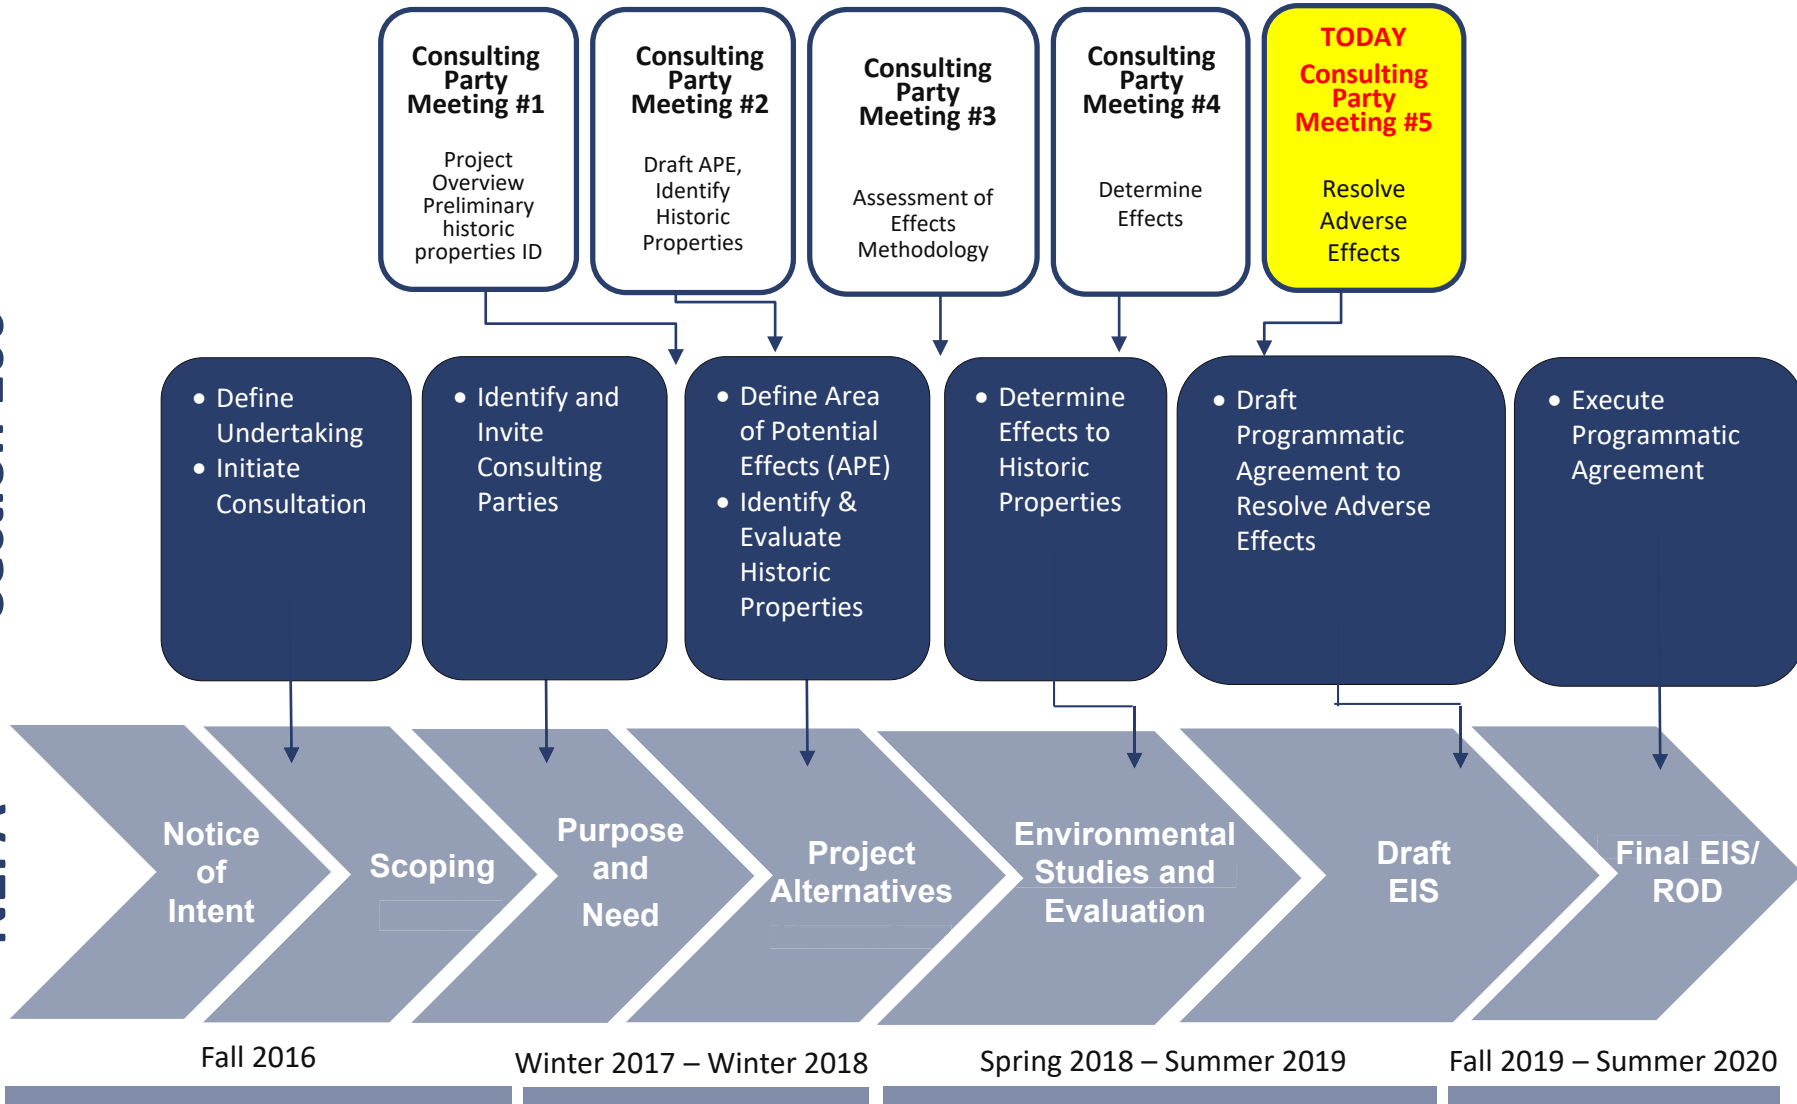 Consulting
Party
Meeting #1
Project
Overview
Preliminary
historic
properties ID
Consulting
Party
Meeting #2
Draft APE,
Identify
Historic
Properties
Consulting
Party
Meeting #3
Assessment of
Effects
Methodology
Consulting
Party
Meeting #4
Determine
Effects
TODAY
Consulting
Party
Meeting #5
Resolve
Adverse
Effects
• Define
Undertaking
• Initiate
Consultation
• Identify and
Invite
Consulting
Parties
• Define Area
of Potential
Effects (APE)
• Identify &
Evaluate
Historic
Properties
• Determine
Effects to
Historic
Properties
• Draft
Programmatic
Agreement to
Resolve Adverse
Effects
• Execute
Programmatic
Agreement
Notice
of
Intent
Scoping
Purpose
and
Need
Project
Alternatives
Environmental
Studies and
Evaluation
Draft
EIS
Final EIS/
ROD
Fall 2016
Winter 2017 – Winter 2018
Spring 2018 – Summer 2019
Fall 2019 – Summer 2020